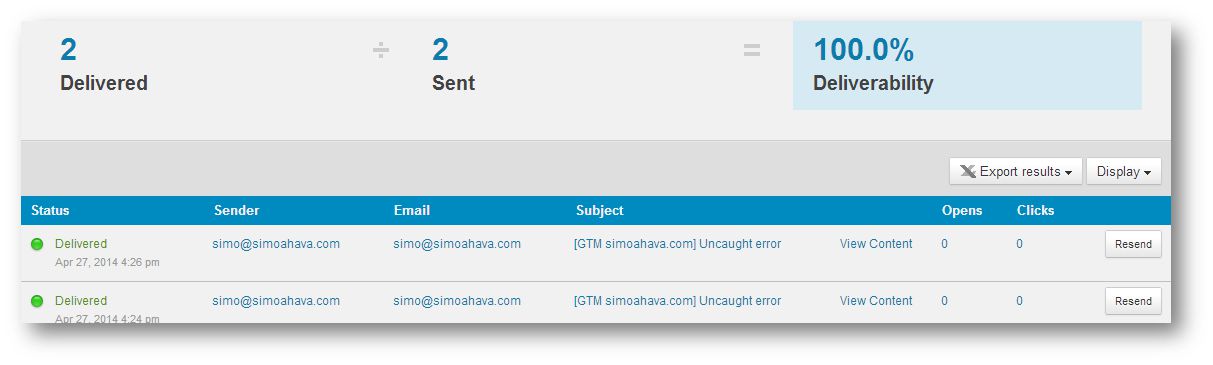 2 ÷ 2 = 100.0%
Delivered Sent Deliverability
Export results Display
Status Sender Email Subject Opens Clicks
Delivered simo@simoahava.com simo@simoahava.com [GTM simoahava.com] Uncaught error View Content 0 0 Resend
Apr 27, 2014 4:26 pm
Delivered simo@simoahava.com simo@simoahava.com [GTM simoahava.com] Uncaught error View Content 0 0 Resend
Apr 27, 2014 4:24 pm